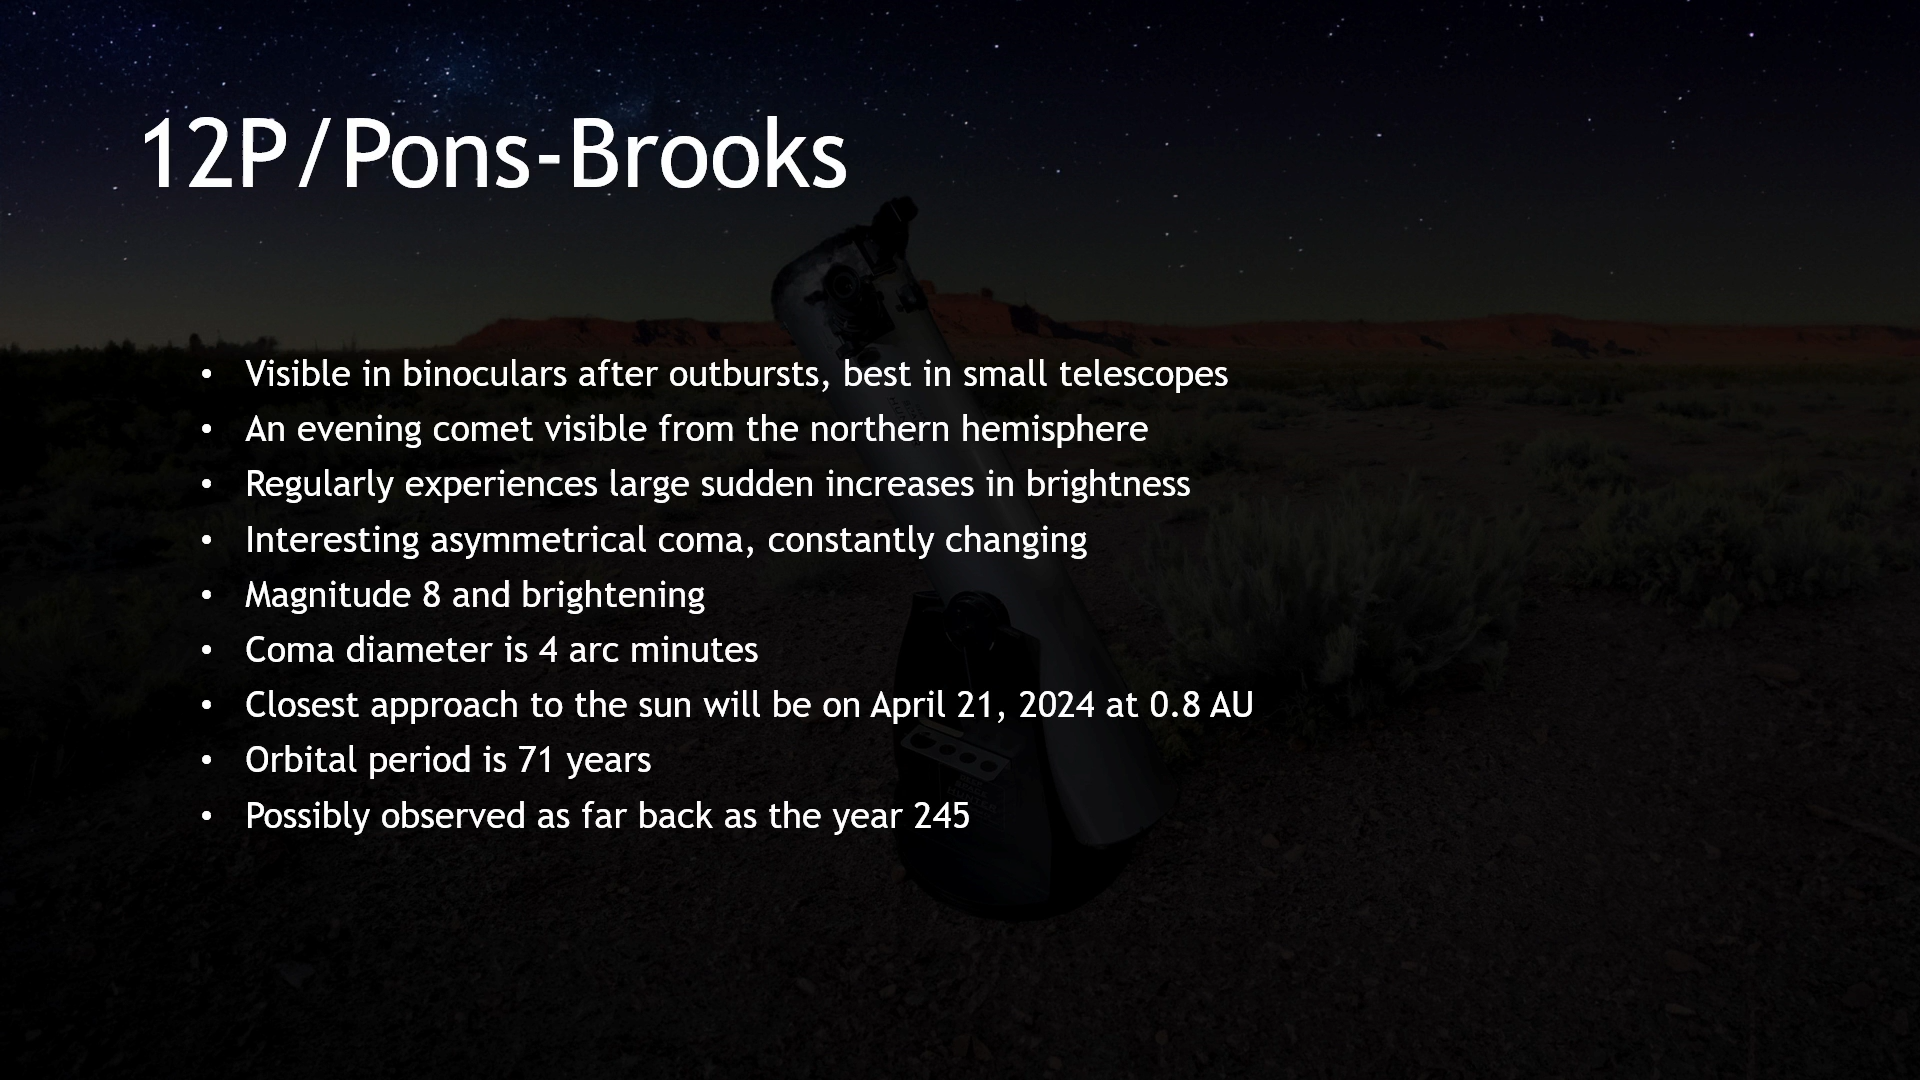 12P/Pons-Brooks
• Visible in binoculars after outbursts, best in small telescopes
• An evening comet visible from the northern hemisphere
• Regularly experiences large sudden increases in brightness
• Interesting asymmetrical coma, constantly changing
• Magnitude 8 and brightening
• Coma diameter is 4 arc minutes
• Closest approach to the sun will be on April 21, 2024 at 0.8 AU
• Orbital period is 71 years
• Possibly observed as far back as the year 245